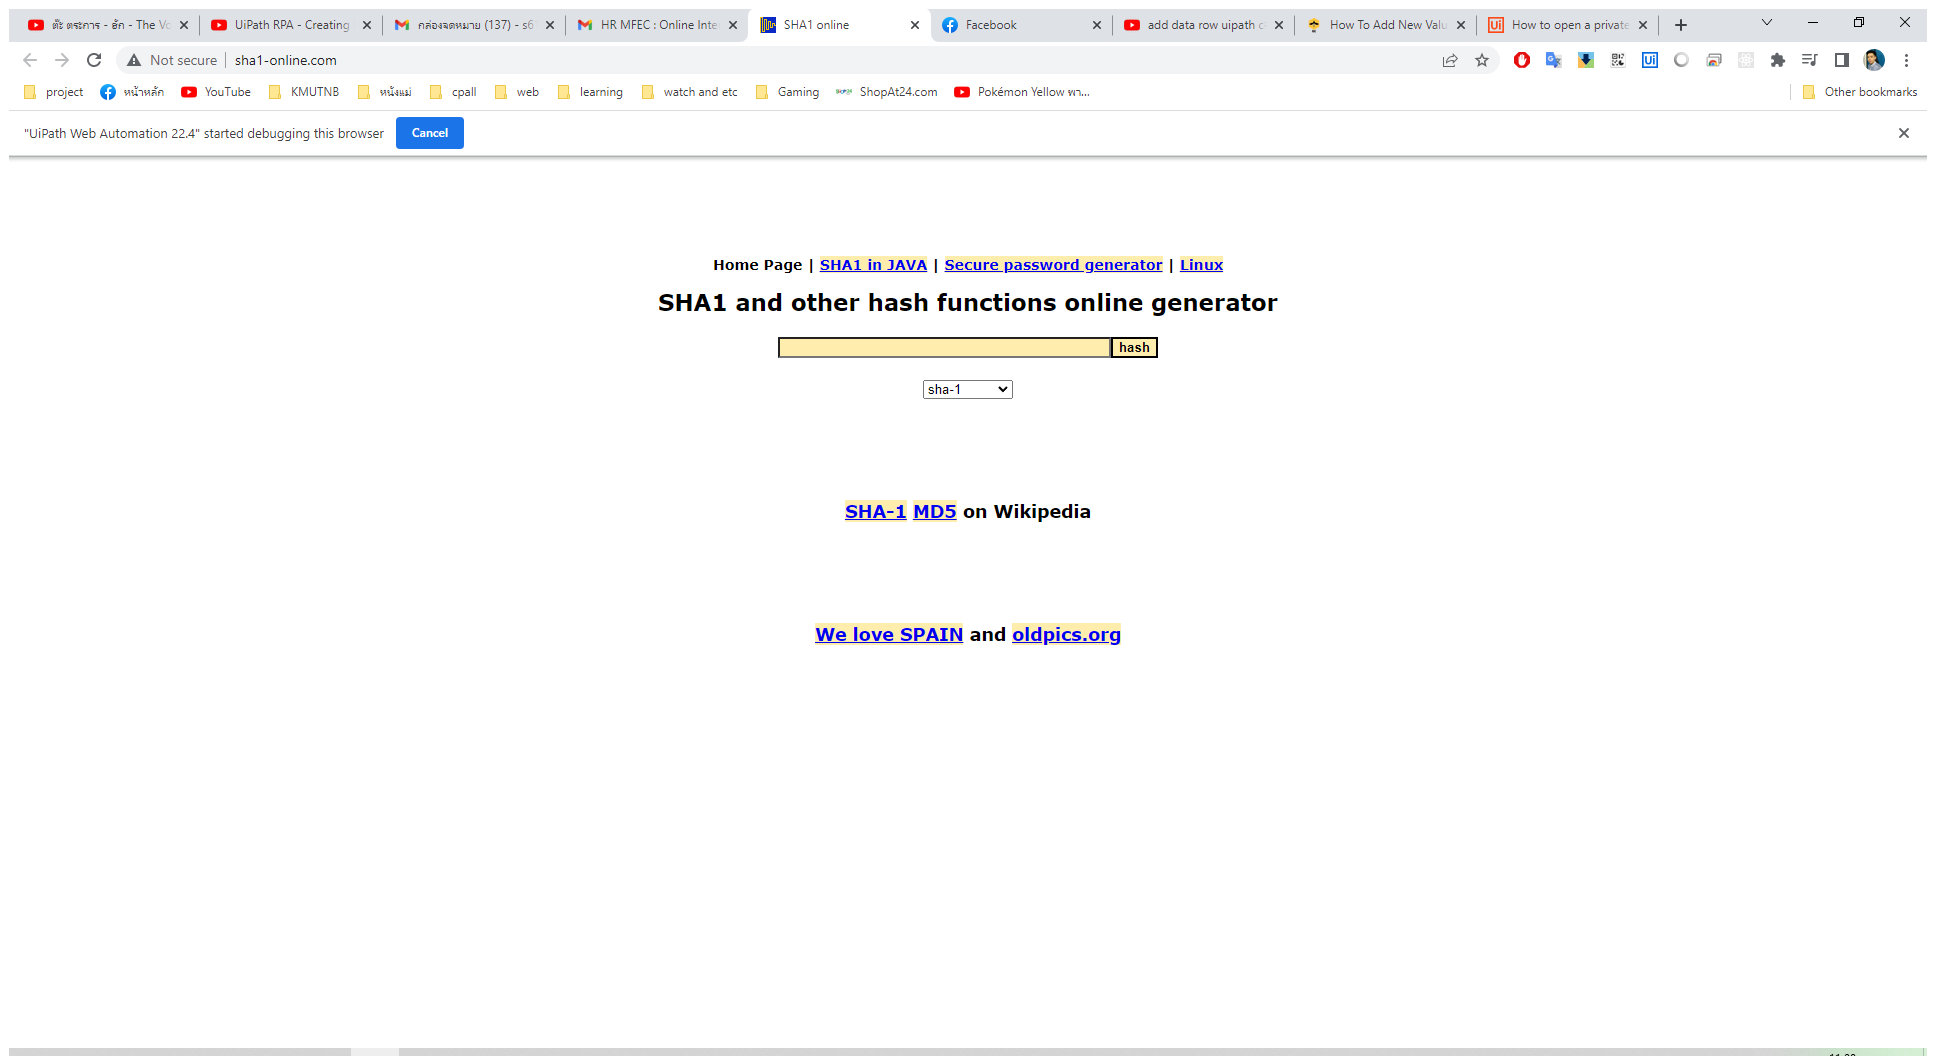 ต๊ะ ตระการ - ฮัก - The Vo
UiPath RPA - Creating
กล่องจดหมาย (137) - s6
HR MFEC : Online Inte
SHA1 online
Facebook
add data row uipath c
How To Add New Valu
How to open a private
Not secure
sha1-online.com
project
หน้าหลัก
YouTube
KMUTNB
หนังแม่
cpall
web
learning
watch and etc
Gaming
ShopAt24.com
Pokémon Yellow พา...
Other bookmarks
"UiPath Web Automation 22.4" started debugging this browser
Cancel
Home Page | SHA1 in JAVA | Secure password generator | Linux
SHA1 and other hash functions online generator
hash
sha-1
SHA-1 MD5 on Wikipedia
We love SPAIN and oldpics.org